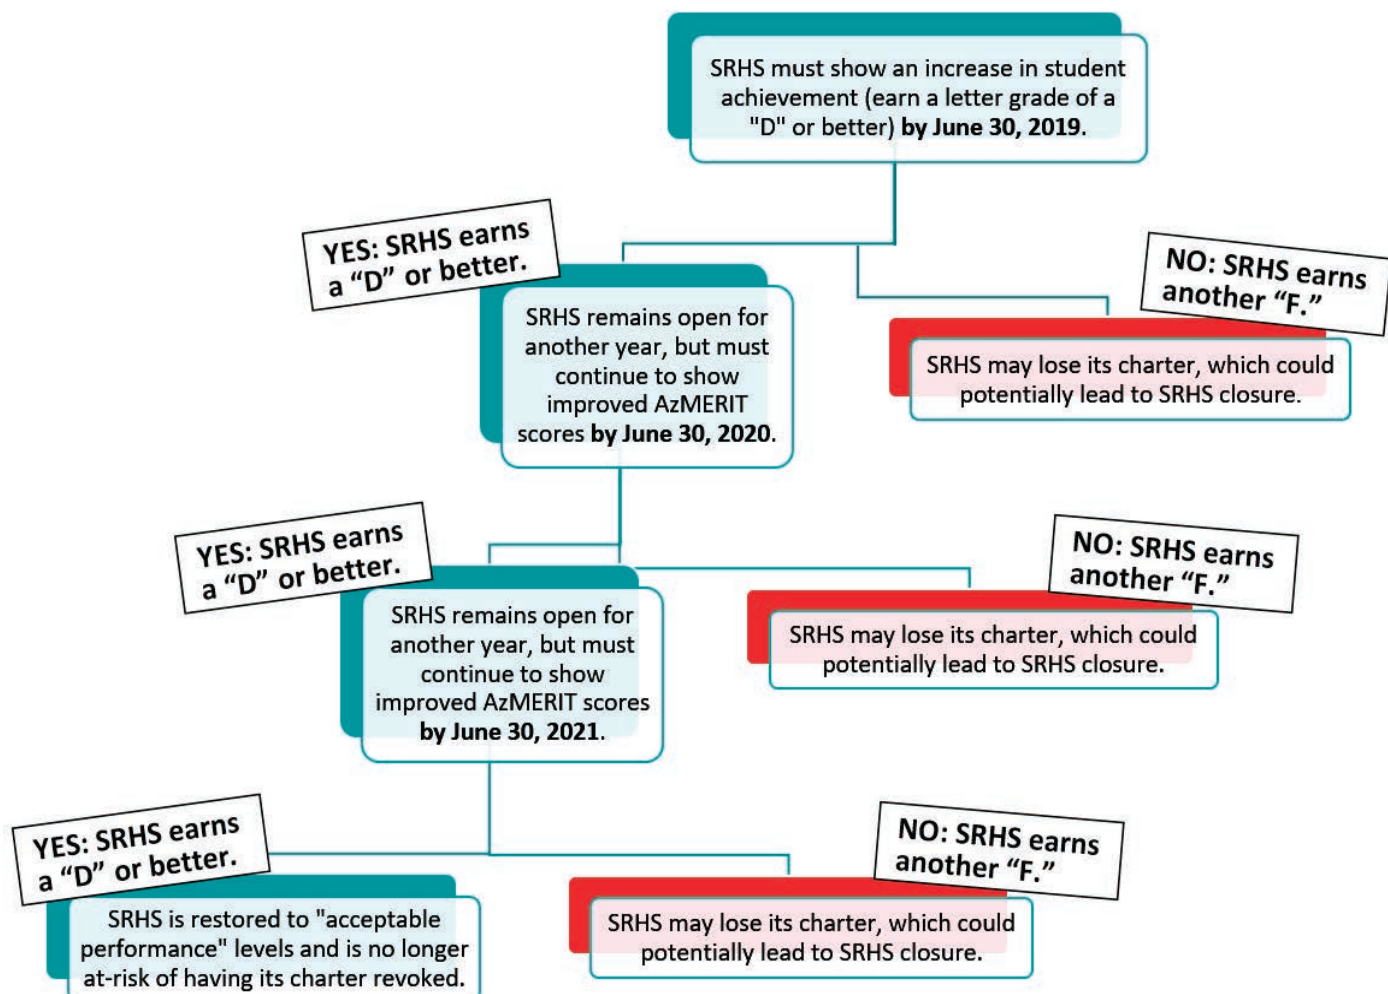 SRHS must show an increase in student
achievement (earn a letter grade of a
"D" or better) by June 30, 2019.
YES: SRHS earns
a “D” or better.
NO: SRHS earns
another “F.”
SRHS remains open for
another year, but must
continue to show
improved AzMERIT
scores by June 30, 2020.
SRHS may lose its charter, which could
potentially lead to SRHS closure.
YES: SRHS earns
a “D” or better.
NO: SRHS earns
another “F.”
SRHS remains open for
another year, but must
continue to show
improved AzMERIT scores
by June 30, 2021.
SRHS may lose its charter, which could
potentially lead to SRHS closure.
YES: SRHS earns
a “D” or better.
NO: SRHS earns
another “F.”
SRHS is restored to "acceptable
performance" levels and is no longer
at-risk of having its charter revoked.
SRHS may lose its charter, which could
potentially lead to SRHS closure.